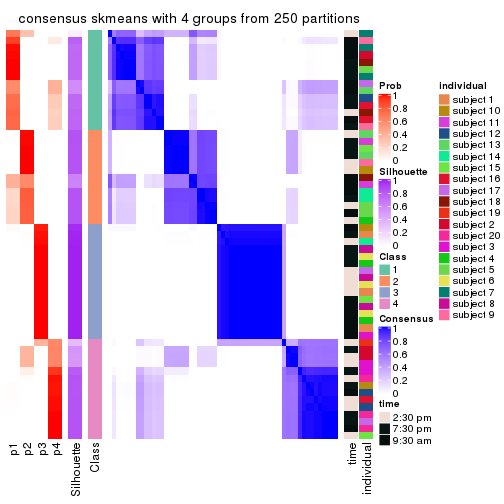 consensus skmeans with 4 groups from 250 partitions
p1
p2
p3
p4
Silhouette
Class
time
individual
Prob
1
0.8
0.6
0.4
0.2
0
Silhouette
1
0.8
0.6
0.4
0.2
0
Class
1
2
3
4
Consensus
1
0.8
0.6
0.4
0.2
0
time
2:30 pm
7:30 pm
9:30 am
individual
subject 1
subject 10
subject 11
subject 12
subject 13
subject 14
subject 15
subject 16
subject 17
subject 18
subject 19
subject 2
subject 20
subject 3
subject 4
subject 5
subject 6
subject 7
subject 8
subject 9